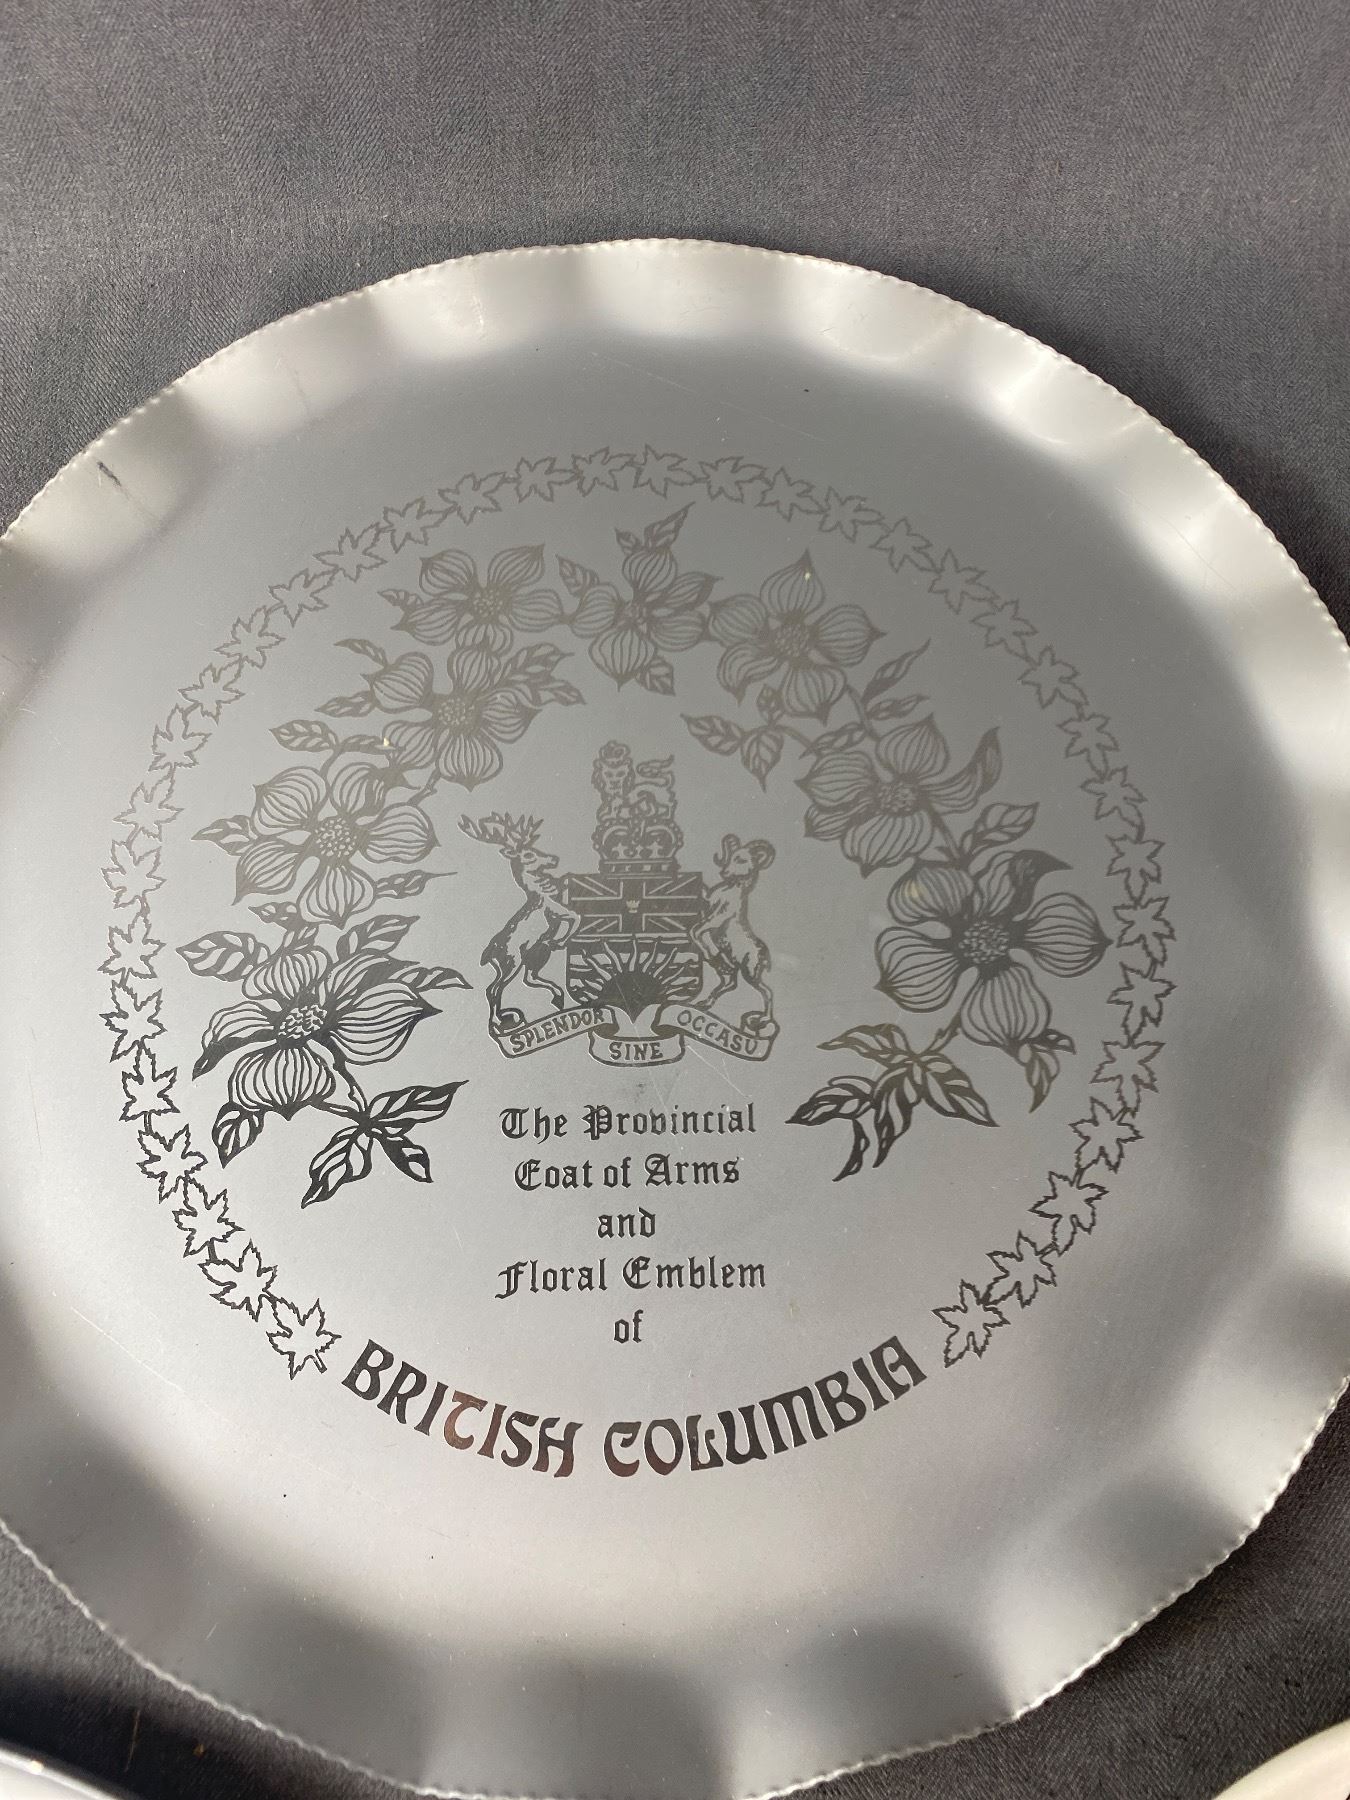 SPLENDOR SINE OCCASU
The Provincial
Coat of Arms
and
Floral Emblem
of
BRITISH COLUMBIA